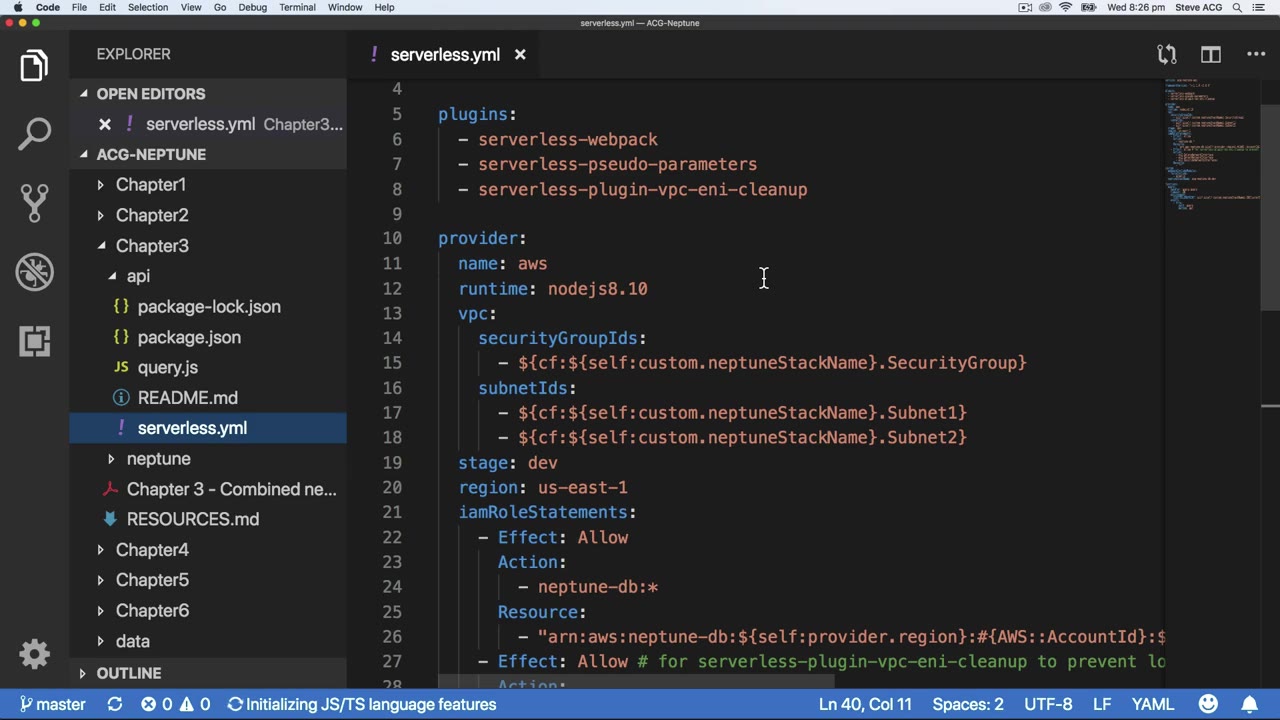 Code File Edit Selection View Go Debug Terminal Window Help Wed 8:26 pm Steve ACG
serverless.yml — ACG-Neptune
EXPLORER
OPEN EDITORS
serverless.yml Chapter3...
ACG-NEPTUNE
Chapter1
Chapter2
Chapter3
api
{} package-lock.json
{} package.json
JS query.js
README.md
! serverless.yml
neptune
Chapter 3 - Combined ne...
RESOURCES.md
Chapter4
Chapter5
Chapter6
data
OUTLINE
! serverless.yml
4
5 plugins:
6 - serverless-webpack
7 - serverless-pseudo-parameters
8 - serverless-plugin-vpc-eni-cleanup
9
10 provider:
11 name: aws
12 runtime: nodejs8.10
13 vpc:
14 securityGroupIds:
15 - ${cf:${self:custom.neptuneStackName}.SecurityGroup}
16 subnetIds:
17 - ${cf:${self:custom.neptuneStackName}.Subnet1}
18 - ${cf:${self:custom.neptuneStackName}.Subnet2}
19 stage: dev
20 region: us-east-1
21 iamRoleStatements:
22 - Effect: Allow
23 Action:
24 - neptune-db:*
25 Resource:
26 - "arn:aws:neptune-db:${self:provider.region}:#{AWS::AccountId}:$
27 - Effect: Allow # for serverless-plugin-vpc-eni-cleanup to prevent lo
28 Action:
master 0 0 Initializing JS/TS language features Ln 40, Col 11 Spaces: 2 UTF-8 LF YAML